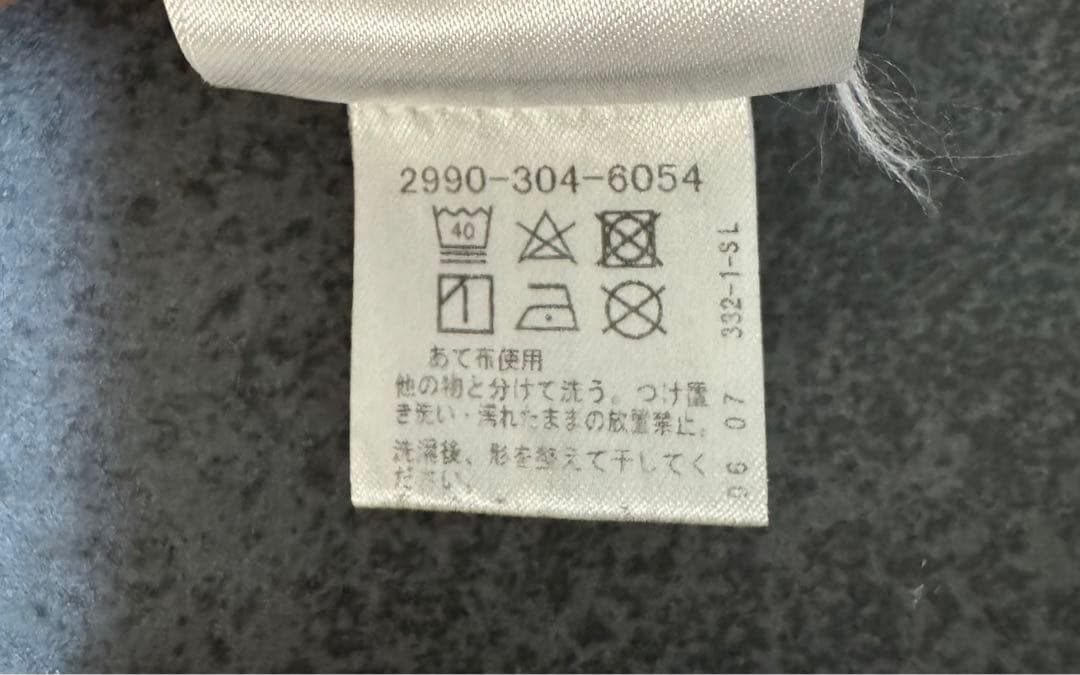 2990-304-6054
40
あて布使用
他の物と分けて洗う。つけ置
き洗い・濡れたままの放置禁止。
洗濯後、形を整えて干してく
ださい。
332-1-SL
96 07